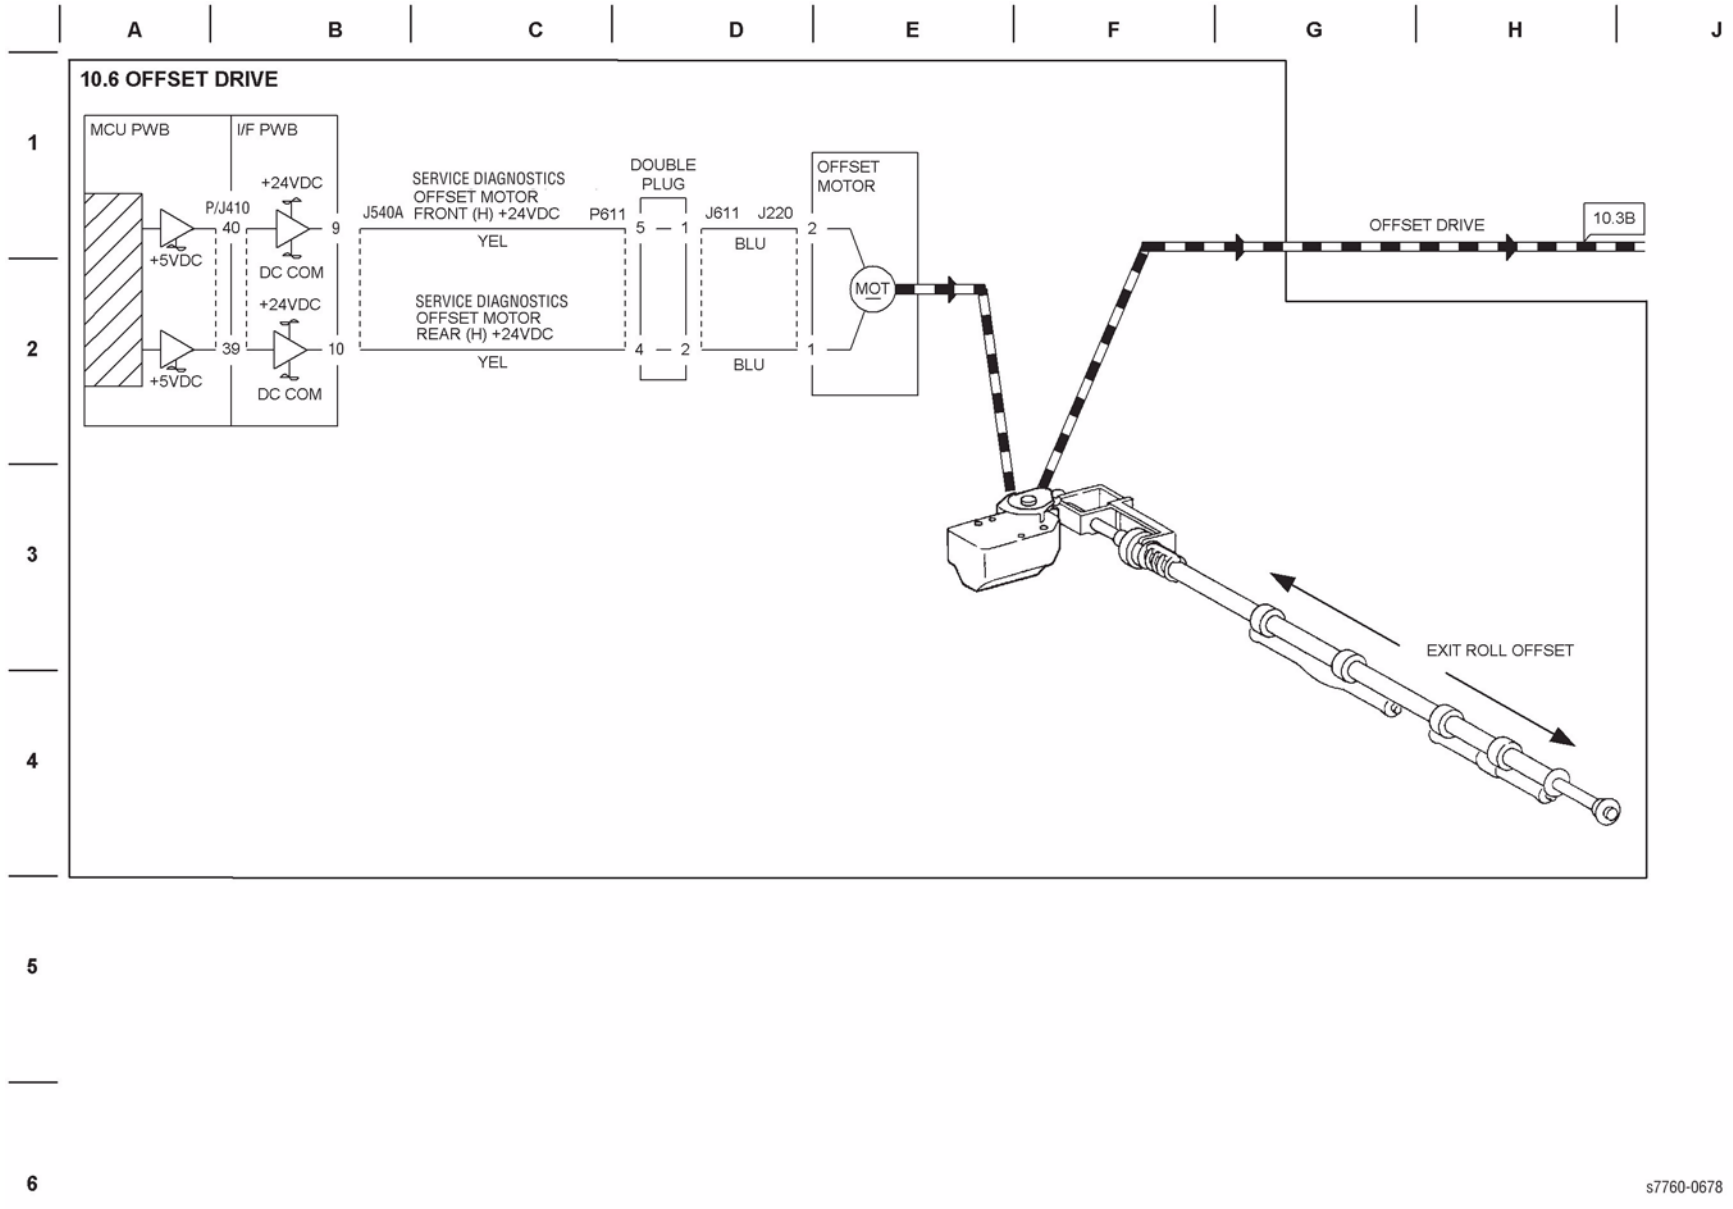 A B C D E F G H J
10.6 OFFSET DRIVE
1
MCU PWB
I/F PWB
+24VDC
P/J410
40
9
+5VDC
DC COM
J540A
SERVICE DIAGNOSTICS
OFFSET MOTOR
FRONT (H) +24VDC
YEL
P611
DOUBLE
PLUG
5
1
J611
J220
BLU
OFFSET
MOTOR
2
MOT
OFFSET DRIVE
10.3B
2
+24VDC
39
10
+5VDC
DC COM
SERVICE DIAGNOSTICS
OFFSET MOTOR
REAR (H) +24VDC
YEL
4
2
BLU
1
3
EXIT ROLL OFFSET
4
5
6
s7760-0678